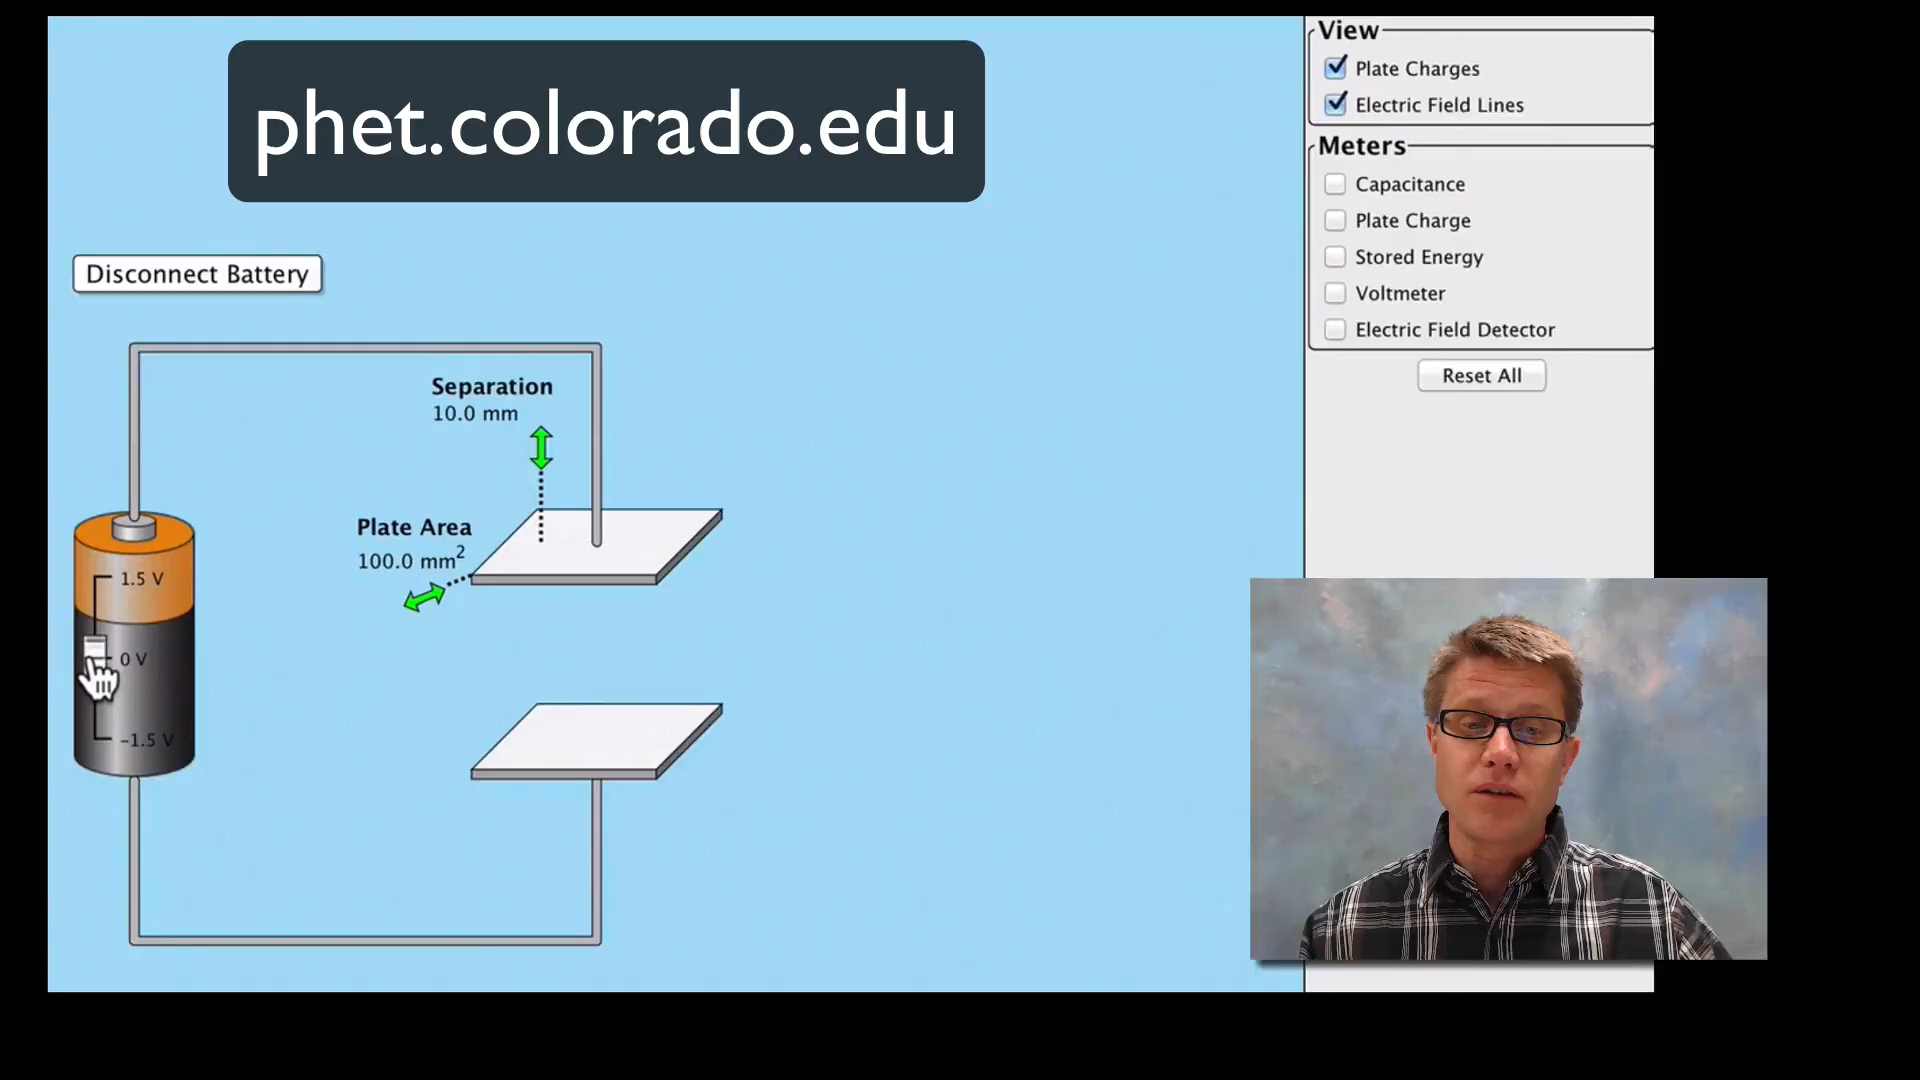 phet.colorado.edu
View
Plate Charges
Electric Field Lines
Meters
Capacitance
Plate Charge
Stored Energy
Voltmeter
Electric Field Detector
Reset All
Disconnect Battery
Separation
10.0 mm
Plate Area
100.0 mm²
1.5 V
0 V
-1.5 V